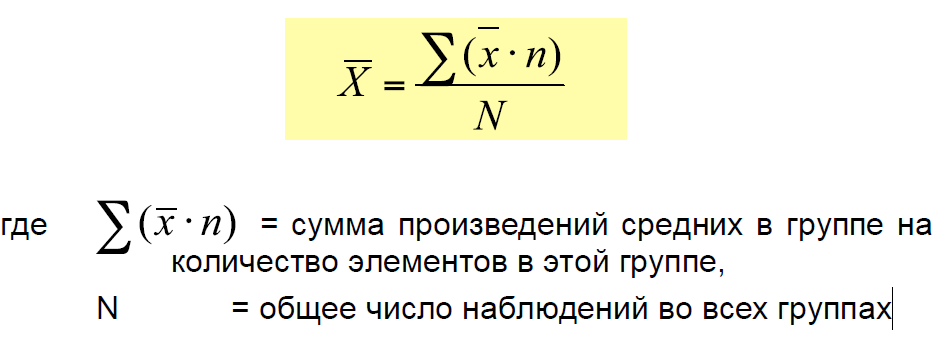 X̅ = ∑(x̅ · n) / N
где ∑(x̅ · n) = сумма произведений средних в группе на
количество элементов в этой группе,
N = общее число наблюдений во всех группах